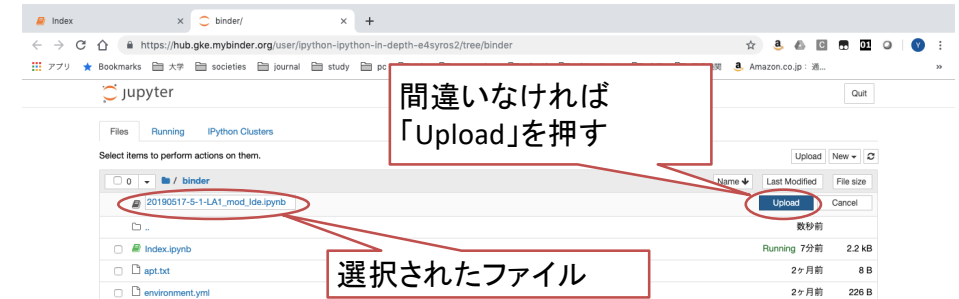 Index
binder/
https://hub.gke.mybinder.org/user/ipython-ipython-in-depth-e4syros2/tree/binder
アプリ Bookmarks 大学 societies journal study pc Amazon.co.jp: 通...
jupyter
Quit
間違いなければ
「Upload」を押す
Files Running IPython Clusters
Select items to perform actions on them.
Upload New
0 / binder Name Last Modified File size
20190517-5-1-LA1_mod_lde.ipynb Upload Cancel
.. 数秒前
Index.ipynb Running 7分前 2.2 kB
apt.txt 2ヶ月前 8 B
environment.yml 2ヶ月前 226 B
選択されたファイル